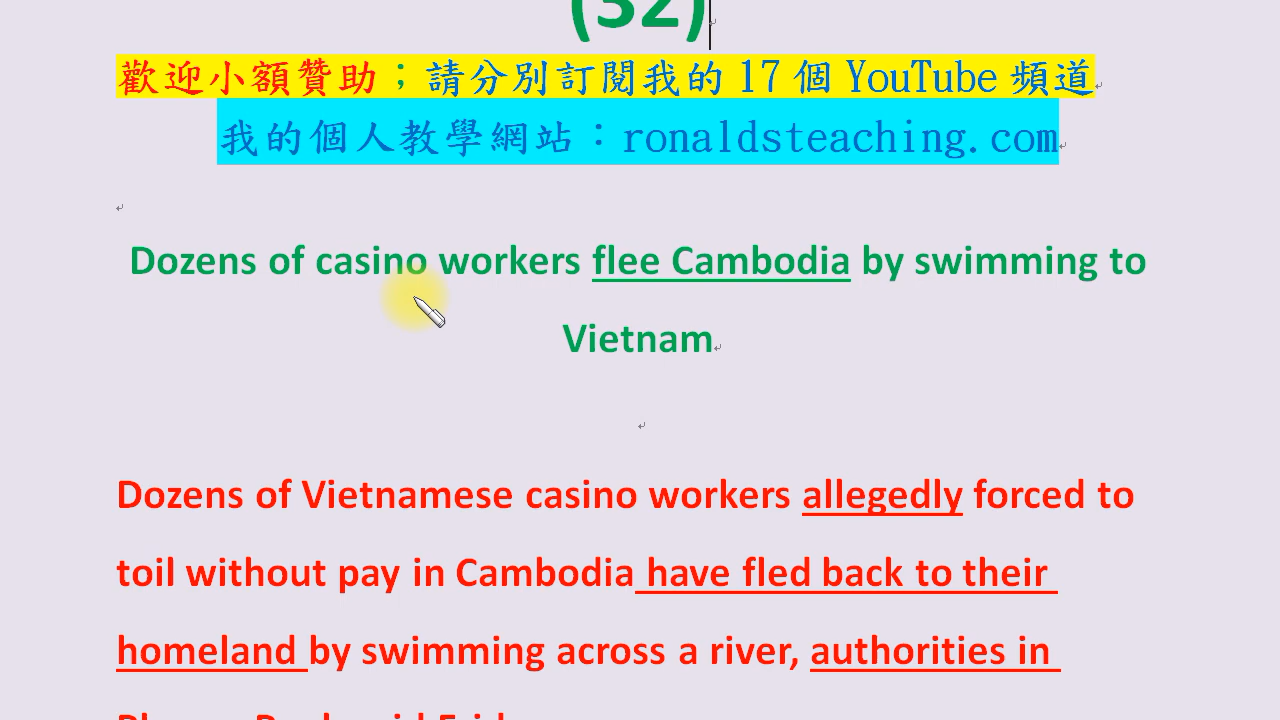 (32)
歡迎小額贊助；請分別訂閱我的 17 個 YouTube 頻道
我的個人教學網站：ronaldsteaching.com
Dozens of casino workers flee Cambodia by swimming to
Vietnam
Dozens of Vietnamese casino workers allegedly forced to
toil without pay in Cambodia have fled back to their
homeland by swimming across a river, authorities in